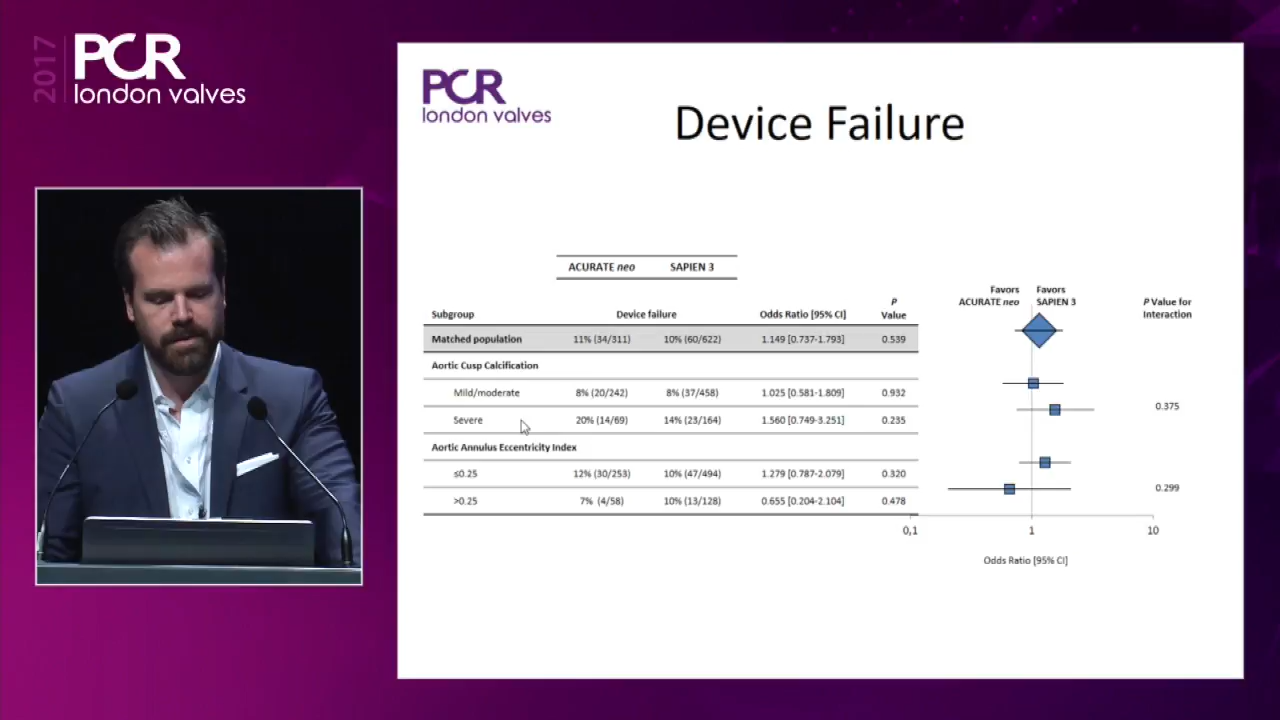 2017
PCR
london valves
PCR
london valves
Device Failure
ACURATE neo SAPIEN 3
Favors Favors
ACURATE neo SAPIEN 3
P Value for
Interaction
Subgroup Device failure Odds Ratio [95% CI] P Value
Matched population 11% (34/311) 10% (60/622) 1.149 [0.737-1.793] 0.539
Aortic Cusp Calcification
Mild/moderate 8% (20/242) 8% (37/458) 1.025 [0.581-1.809] 0.932
0.375
Severe 20% (14/69) 14% (23/164) 1.560 [0.749-3.251] 0.235
Aortic Annulus Eccentricity Index
≤0.25 12% (30/253) 10% (47/494) 1.279 [0.787-2.079] 0.320
0.299
>0.25 7% (4/58) 10% (13/128) 0.655 [0.204-2.104] 0.478
0,1 1 10
Odds Ratio [95% CI]